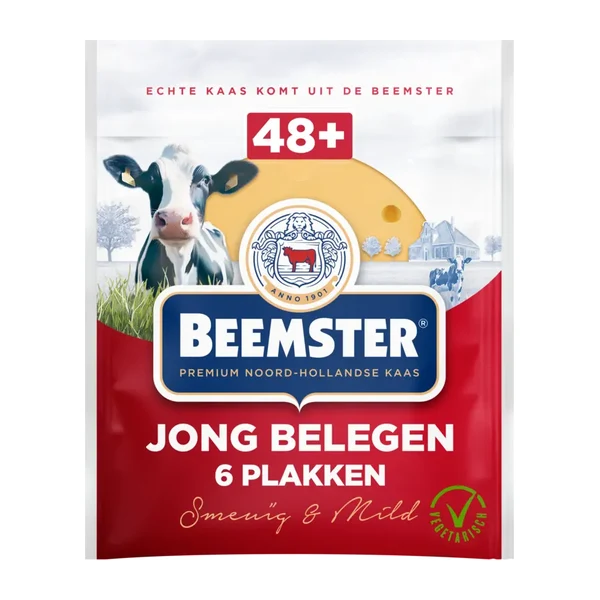 ECHTE KAAS KOMT UIT DE BEEMSTER
48+
ANNO 1901
BEEMSTER®
PREMIUM NOORD-HOLLANDSE KAAS
JONG BELEGEN
6 PLAKKEN
Smeuïg & Mild
VEGETARISCH